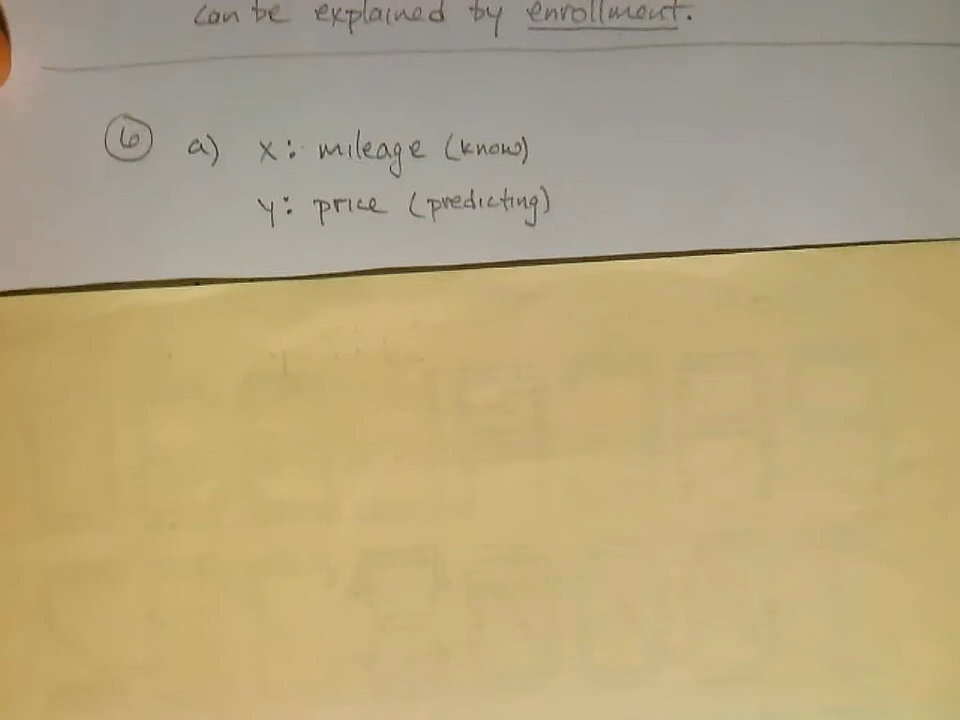 can be explained by enrollment.
6 a) x: mileage (know)
y: price (predicting)